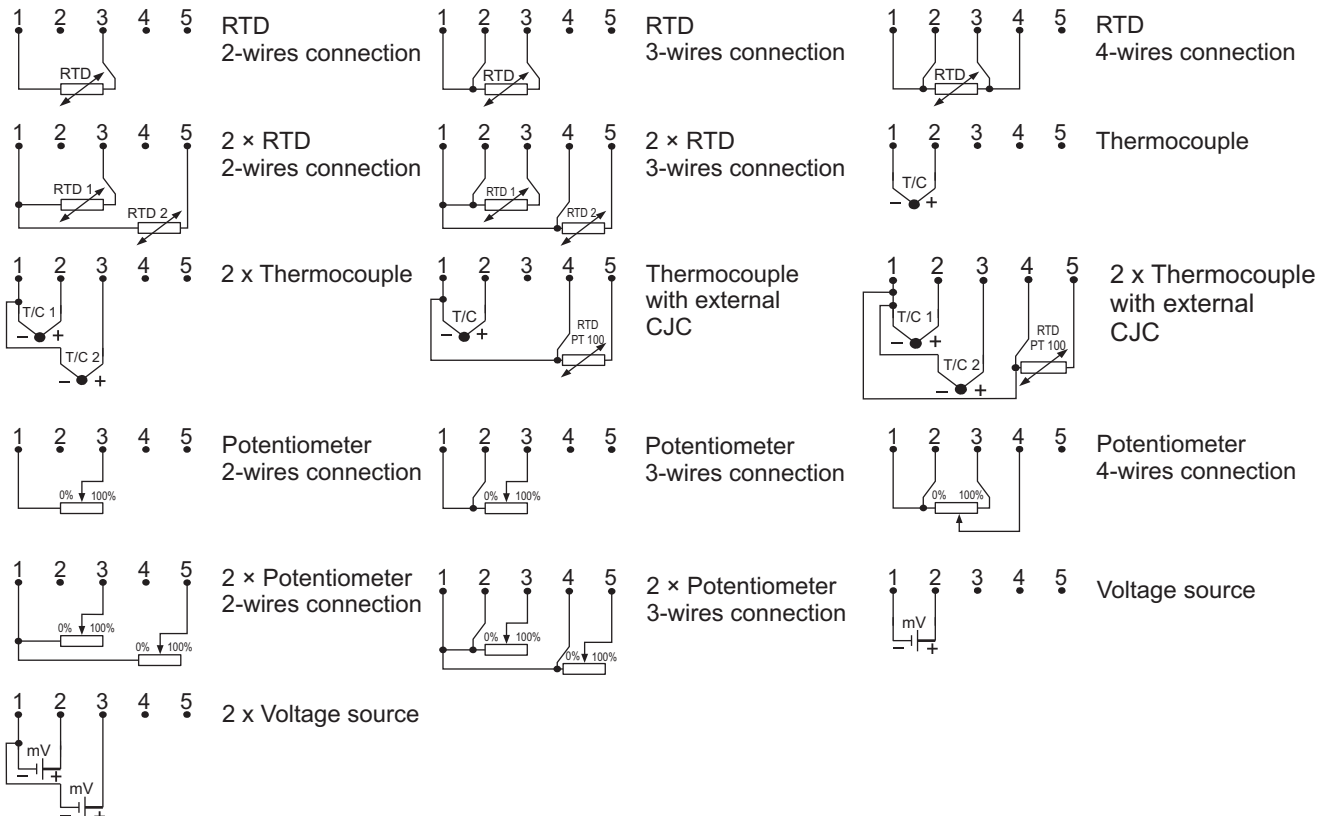 1 2 3 4 5
RTD
RTD
2-wires connection
1 2 3 4 5
RTD
RTD
3-wires connection
1 2 3 4 5
RTD
RTD
4-wires connection
1 2 3 4 5
RTD 1
RTD 2
2 × RTD
2-wires connection
1 2 3 4 5
RTD 1
RTD 2
2 × RTD
3-wires connection
1 2 3 4 5
T/C
– +
Thermocouple
1 2 3 4 5
T/C 1
– +
T/C 2
– +
2 x Thermocouple
1 2 3 4 5
T/C
– +
RTD
PT 100
Thermocouple
with external
CJC
1 2 3 4 5
T/C 1
– +
T/C 2
– +
RTD
PT 100
2 x Thermocouple
with external
CJC
1 2 3 4 5
0% 100%
Potentiometer
2-wires connection
1 2 3 4 5
0% 100%
Potentiometer
3-wires connection
1 2 3 4 5
0% 100%
Potentiometer
4-wires connection
1 2 3 4 5
0% 100%
0% 100%
2 × Potentiometer
2-wires connection
1 2 3 4 5
0% 100%
0% 100%
2 × Potentiometer
3-wires connection
1 2 3 4 5
mV
– +
Voltage source
1 2 3 4 5
mV
– +
mV
– +
2 x Voltage source